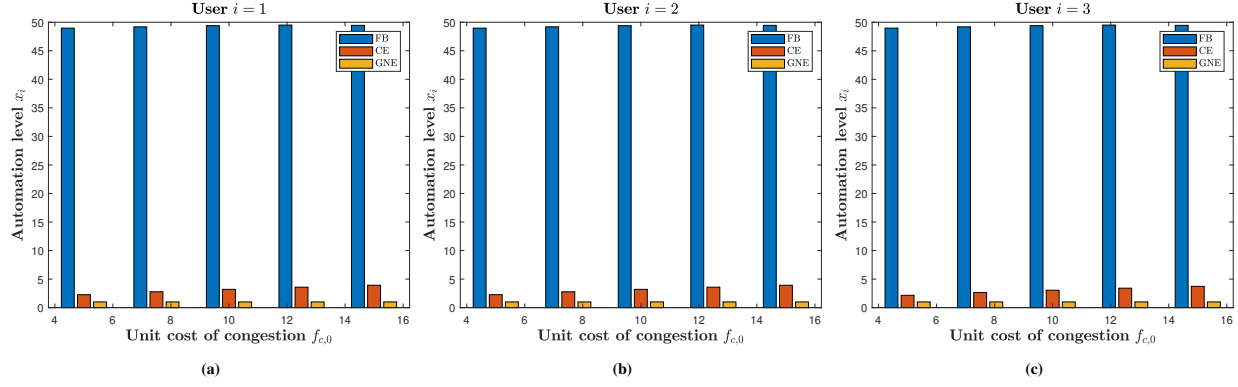 User i = 1
50
45
40
35
30
25
20
15
10
5
0
Automation level x_i
FB
CE
GNE
4 6 8 10 12 14 16
Unit cost of congestion f_{c,0}
(a)
User i = 2
50
45
40
35
30
25
20
15
10
5
0
Automation level x_i
FB
CE
GNE
4 6 8 10 12 14 16
Unit cost of congestion f_{c,0}
(b)
User i = 3
50
45
40
35
30
25
20
15
10
5
0
Automation level x_i
FB
CE
GNE
4 6 8 10 12 14 16
Unit cost of congestion f_{c,0}
(c)